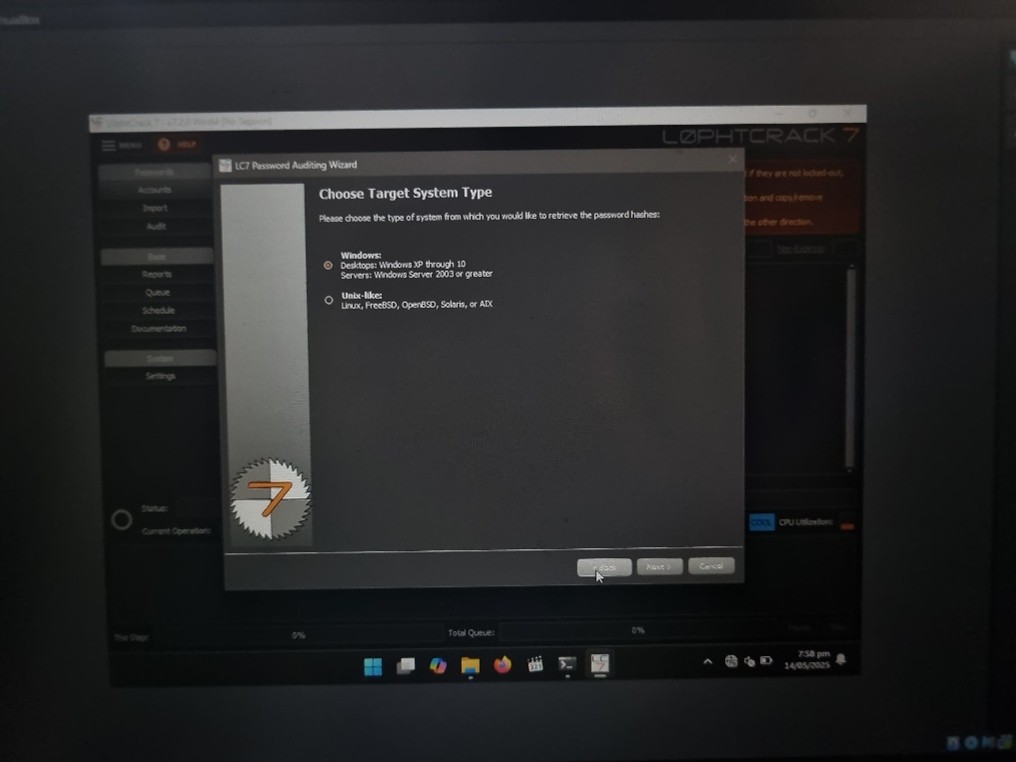 LØPHTCRACK 7
MENU
HELP
LC7 Password Auditing Wizard
Passwords
Accounts
Import
Audit
Base
Reports
Queue
Schedule
Documentation
System
Settings
Choose Target System Type
Please choose the type of system from which you would like to retrieve the password hashes:
Windows:
Desktops: Windows XP through 10
Servers: Windows Server 2003 or greater
Unix-like:
Linux, FreeBSD, OpenBSD, Solaris, or AIX
if they are not locked-out,
and copy/remove
the other direction.
7
Status:
Current Operation:
COOL
CPU Utilization:
Back
Next >
Cancel
This Step:
0%
Total Queue:
0%
7:58 pm
14/05/2025